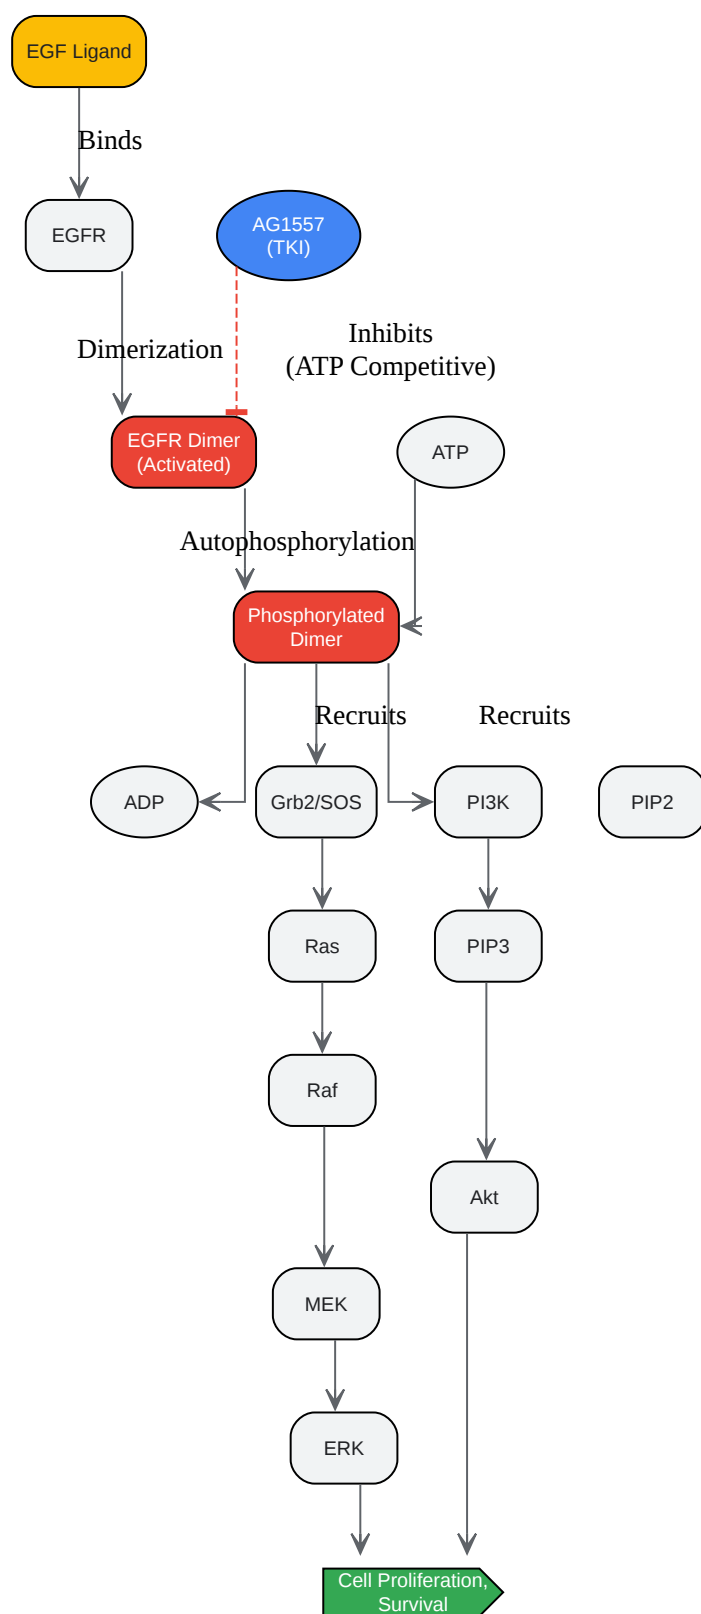 EGF Ligand
Binds
EGFR
AG1557
(TKI)
Dimerization
Inhibits
(ATP Competitive)
EGFR Dimer
(Activated)
ATP
Autophosphorylation
Phosphorylated
Dimer
Recruits
Recruits
ADP
Grb2/SOS
PI3K
PIP2
Ras
PIP3
Raf
Akt
MEK
ERK
Cell Proliferation,
Survival